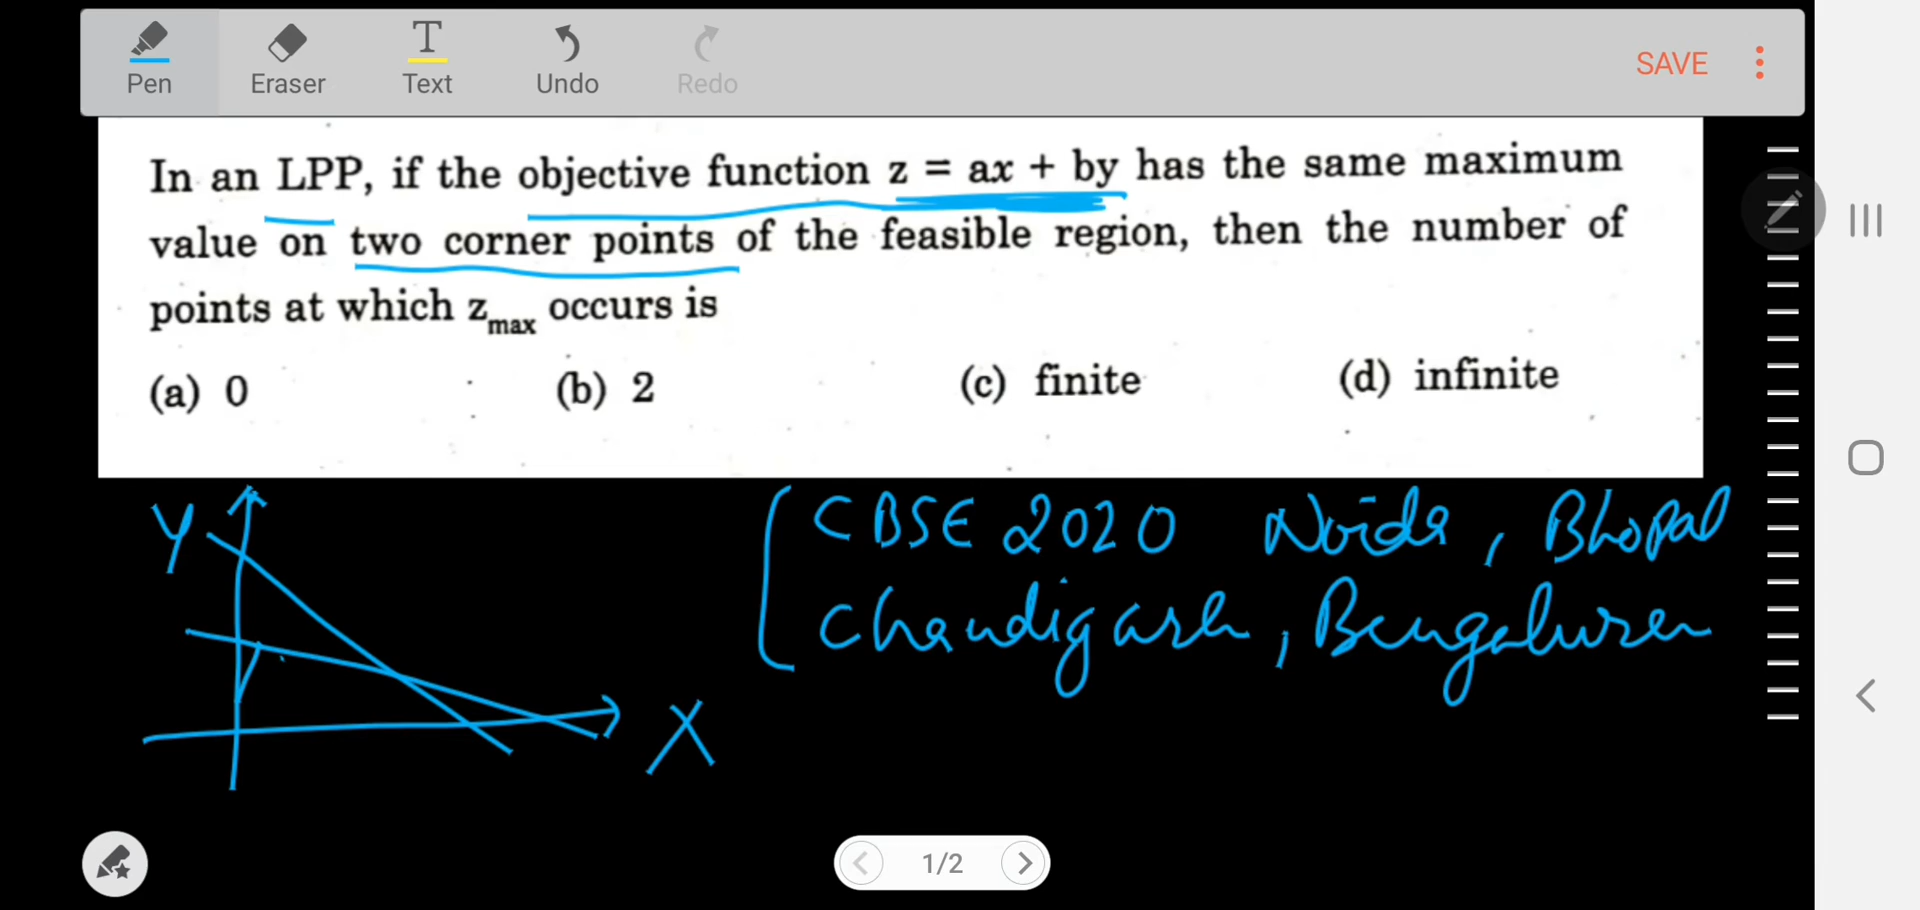 Pen Eraser Text Undo Redo SAVE
In an LPP, if the objective function z = ax + by has the same maximum
value on two corner points of the feasible region, then the number of
points at which zmax occurs is
(a) 0 (b) 2 (c) finite (d) infinite
CBSE 2020 Noida, Bhopal
Chandigarh, Bengaluru
Y
X
1/2